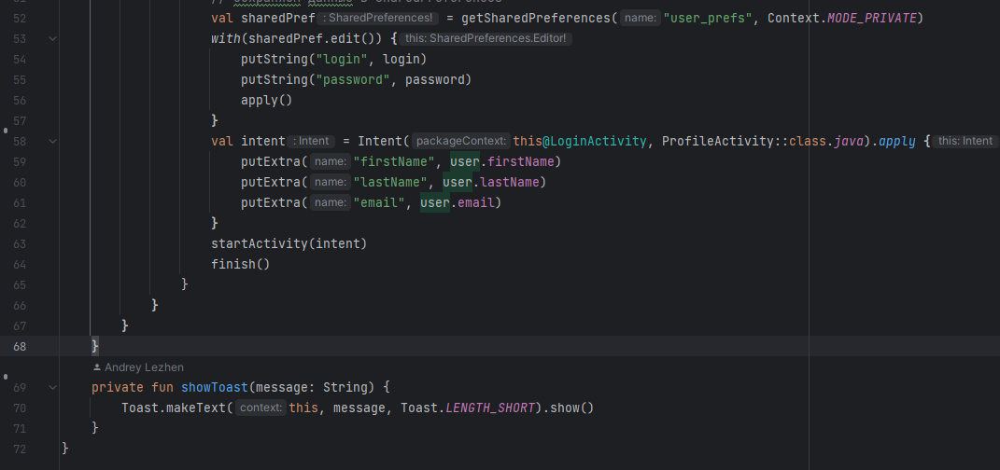 52 val sharedPref : SharedPreferences! = getSharedPreferences( name: "user_prefs", Context.MODE_PRIVATE)
53 with(sharedPref.edit()) { this: SharedPreferences.Editor!
54 putString("login", login)
55 putString("password", password)
56 apply()
57 }
58 val intent : Intent = Intent( packageContext: this@LoginActivity, ProfileActivity::class.java).apply { this: Intent
59 putExtra( name: "firstName", user.firstName)
60 putExtra( name: "lastName", user.lastName)
61 putExtra( name: "email", user.email)
62 }
63 startActivity(intent)
64 finish()
65 }
66 }
67 }
68 }
Andrey Lezhen
69 private fun showToast(message: String) {
70 Toast.makeText( context: this, message, Toast.LENGTH_SHORT).show()
71 }
72 }